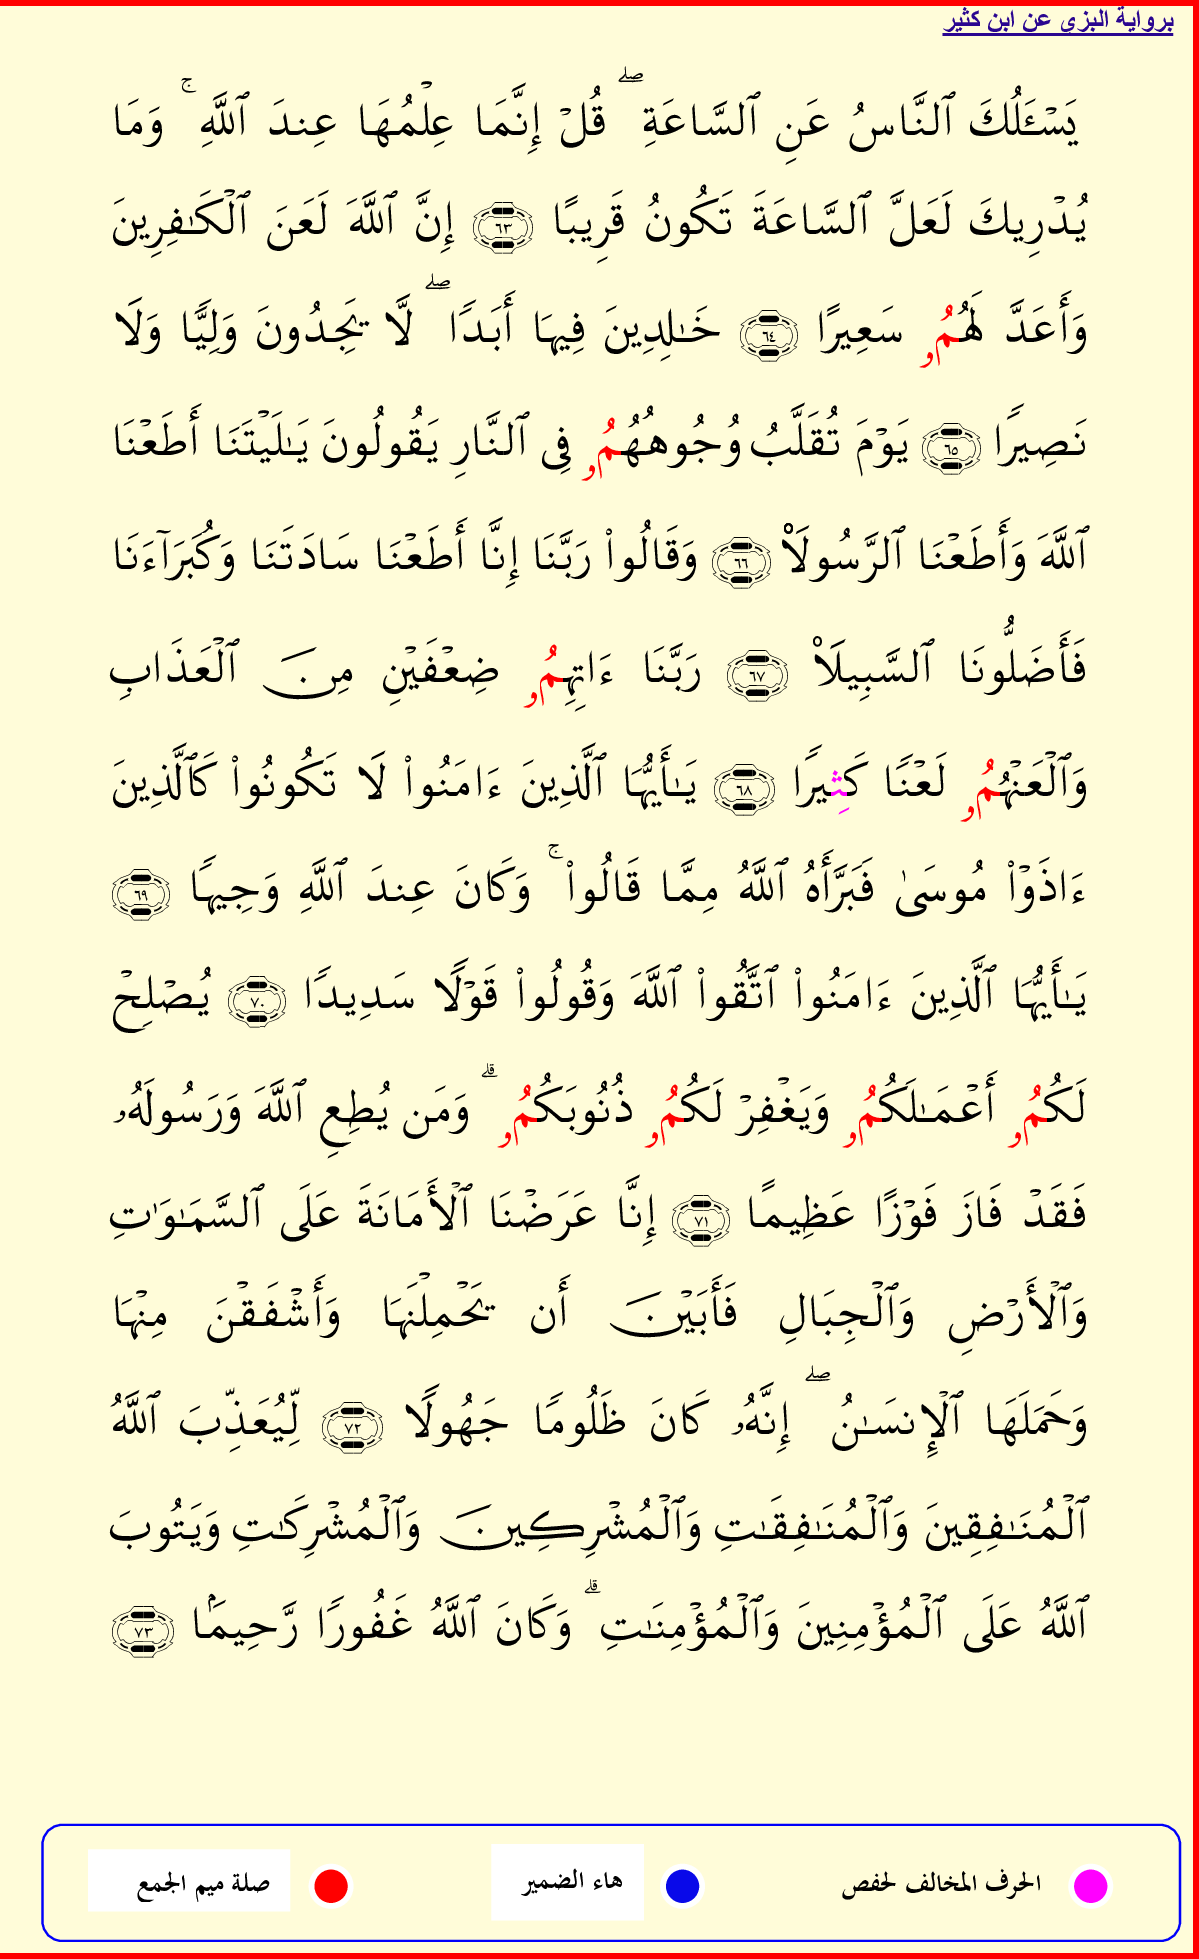 برواية البزي عن ابن كثير
يَسْـَٔلُكَ ٱلنَّاسُ عَنِ ٱلسَّاعَةِ ۖ قُلْ إِنَّمَا عِلْمُهَا عِندَ ٱللَّهِ ۚ وَمَا
يُدْرِيكَ لَعَلَّ ٱلسَّاعَةَ تَكُونُ قَرِيبًا ٦٣ إِنَّ ٱللَّهَ لَعَنَ ٱلْكَـٰفِرِينَ
وَأَعَدَّ لَهُمُۥ سَعِيرًا ٦٤ خَـٰلِدِينَ فِيهَا أَبَدًا ۖ لَّا يَجِدُونَ وَلِيًّا وَلَا
نَصِيرًا ٦٥ يَوْمَ تُقَلَّبُ وُجُوهُهُمُۥ فِى ٱلنَّارِ يَقُولُونَ يَـٰلَيْتَنَا أَطَعْنَا
ٱللَّهَ وَأَطَعْنَا ٱلرَّسُولَا۠ ٦٦ وَقَالُوا۟ رَبَّنَا إِنَّا أَطَعْنَا سَادَتَنَا وَكُبَرَآءَنَا
فَأَضَلُّونَا ٱلسَّبِيلَا۠ ٦٧ رَبَّنَا ءَاتِهِمُۥ ضِعْفَيْنِ مِنَ ٱلْعَذَابِ
وَٱلْعَنْهُمُۥ لَعْنًا كَثِيرًا ٦٨ يَـٰأَيُّهَا ٱلَّذِينَ ءَامَنُوا۟ لَا تَكُونُوا۟ كَٱلَّذِينَ
ءَاذَوْا۟ مُوسَىٰ فَبَرَّأَهُ ٱللَّهُ مِمَّا قَالُوا۟ ۚ وَكَانَ عِندَ ٱللَّهِ وَجِيهًا ٦٩
يَـٰأَيُّهَا ٱلَّذِينَ ءَامَنُوا۟ ٱتَّقُوا۟ ٱللَّهَ وَقُولُوا۟ قَوْلًا سَدِيدًا ٧٠ يُصْلِحْ
لَكُمُۥ أَعْمَـٰلَكُمُۥ وَيَغْفِرْ لَكُمُۥ ذُنُوبَكُمُۥ ۗ وَمَن يُطِعِ ٱللَّهَ وَرَسُولَهُۥ
فَقَدْ فَازَ فَوْزًا عَظِيمًا ٧١ إِنَّا عَرَضْنَا ٱلْأَمَانَةَ عَلَى ٱلسَّمَـٰوَٰتِ
وَٱلْأَرْضِ وَٱلْجِبَالِ فَأَبَيْنَ أَن يَحْمِلْنَهَا وَأَشْفَقْنَ مِنْهَا
وَحَمَلَهَا ٱلْإِنسَـٰنُ ۖ إِنَّهُۥ كَانَ ظَلُومًا جَهُولًا ٧٢ لِّيُعَذِّبَ ٱللَّهُ
ٱلْمُنَـٰفِقِينَ وَٱلْمُنَـٰفِقَـٰتِ وَٱلْمُشْرِكِينَ وَٱلْمُشْرِكَـٰتِ وَيَتُوبَ
ٱللَّهُ عَلَى ٱلْمُؤْمِنِينَ وَٱلْمُؤْمِنَـٰتِ ۗ وَكَانَ ٱللَّهُ غَفُورًا رَّحِيمًۢا ٧٣
الحرف المخالف لحفص هاء الضمير صلة ميم الجمع